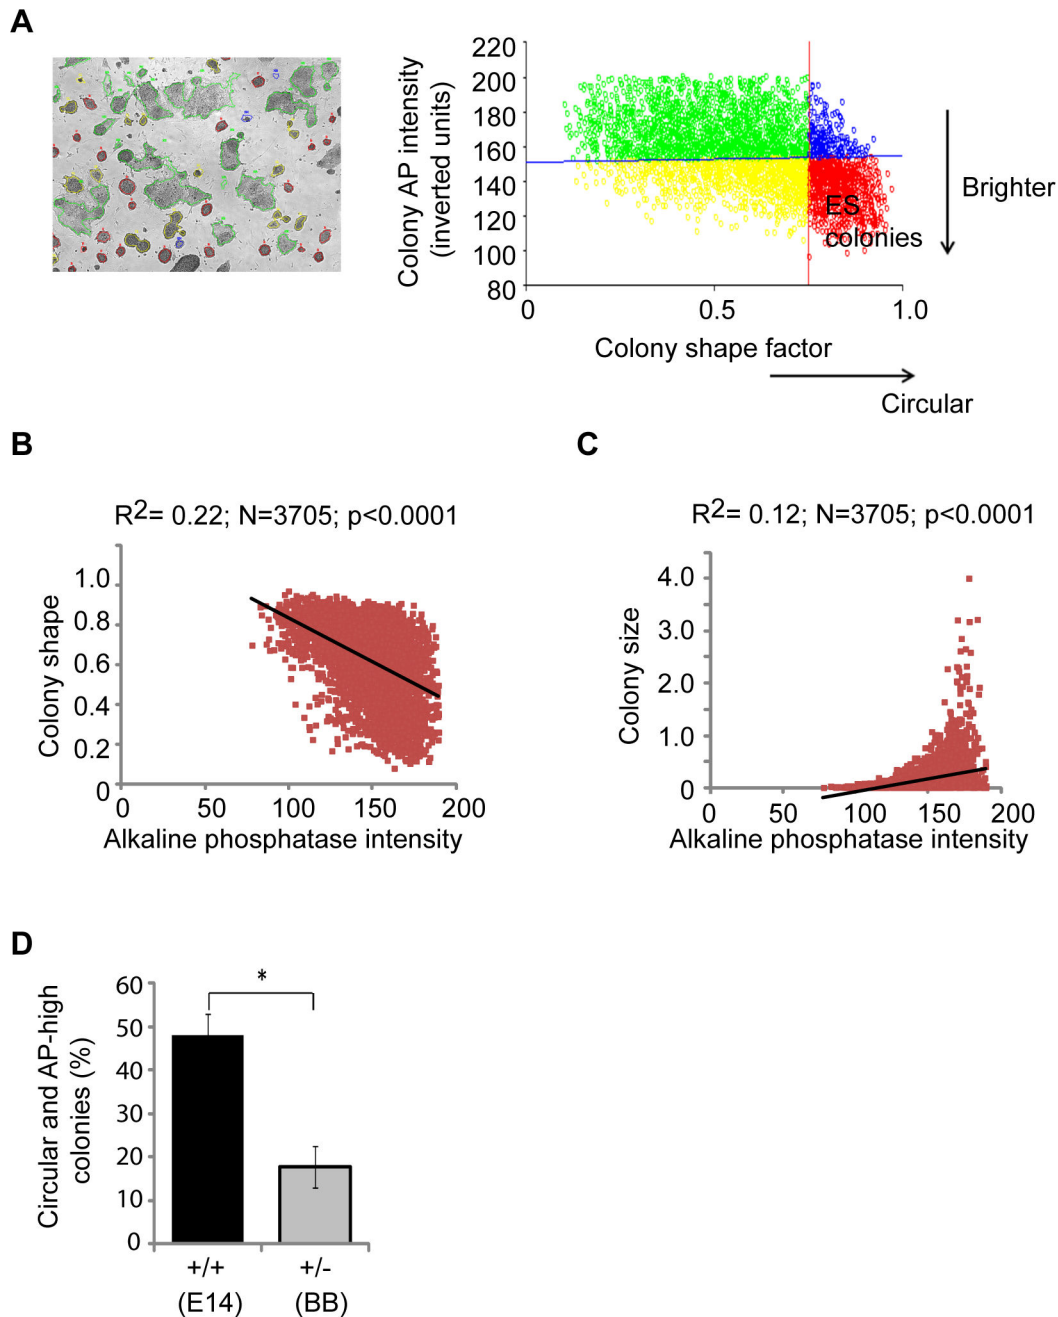 A
Colony AP intensity
(inverted units)
220
200
180
160
140
120
100
80
0
0.5
1.0
ES
colonies
Brighter
Colony shape factor
Circular
B
R2= 0.22; N=3705; p<0.0001
Colony shape
1.0
0.8
0.6
0.4
0.2
0
0
50
100
150
200
Alkaline phosphatase intensity
C
R2= 0.12; N=3705; p<0.0001
Colony size
4.0
3.0
2.0
1.0
0
0
50
100
150
200
Alkaline phosphatase intensity
D
Circular and AP-high
colonies (%)
60
50
40
30
20
10
0
*
+/+
(E14)
+/-
(BB)